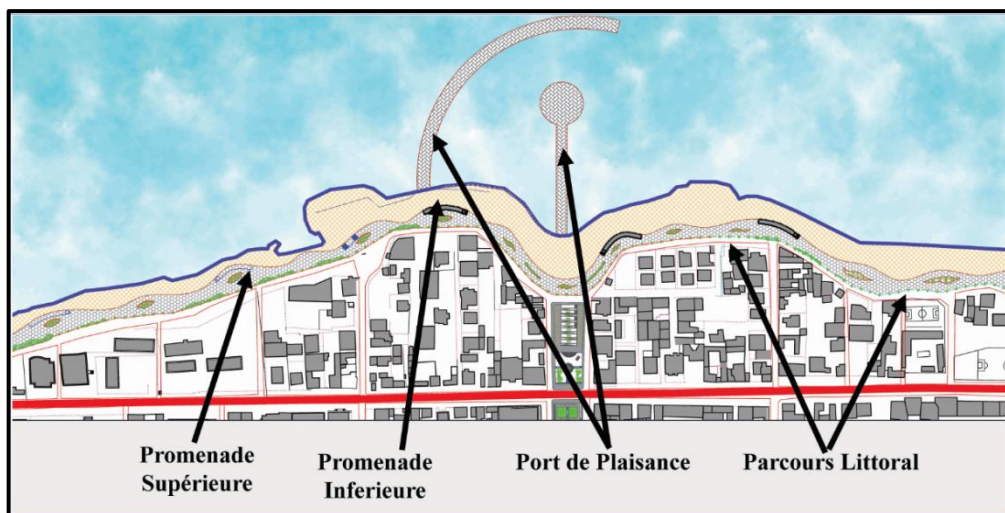 Promenade
Supérieure
Promenade
Inferieure
Port de Plaisance
Parcours Littoral